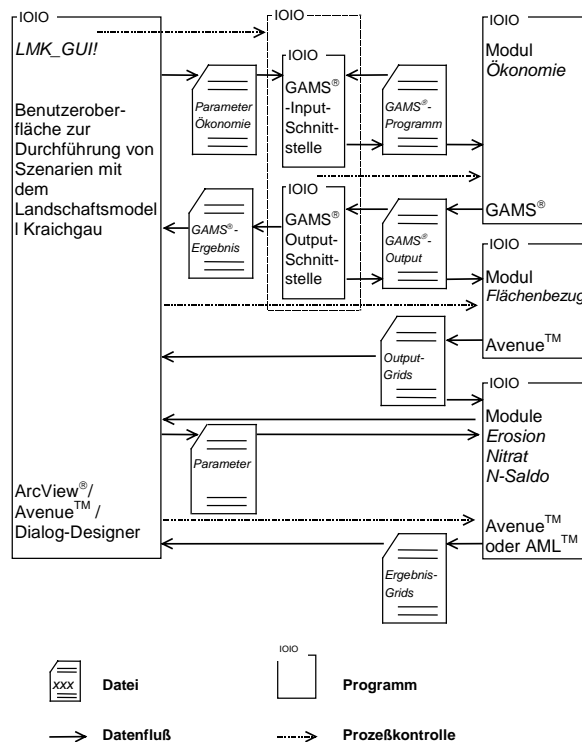 IOIO
LMK_GUI!
Benutzerober-
fläche zur
Durchführung von
Szenarien mit
dem
Landschaftsmodel
l Kraichgau
ArcView®/
Avenue™ /
Dialog-Designer
Parameter
Ökonomie
GAMS®-
Ergebnis
IOIO
IOIO
GAMS®
-Input-
Schnitt-
stelle
IOIO
GAMS®
Output-
Schnitt-
stelle
GAMS®-
Programm
GAMS®-
Output
IOIO
Modul
Ökonomie
GAMS®
IOIO
Modul
Flächenbezug
Avenue™
Output-
Grids
IOIO
Module
Erosion
Nitrat
N-Saldo
Avenue™
oder AML™
Parameter
Ergebnis-
Grids
xxx
Datei
IOIO
Programm
Datenfluß
Prozeßkontrolle